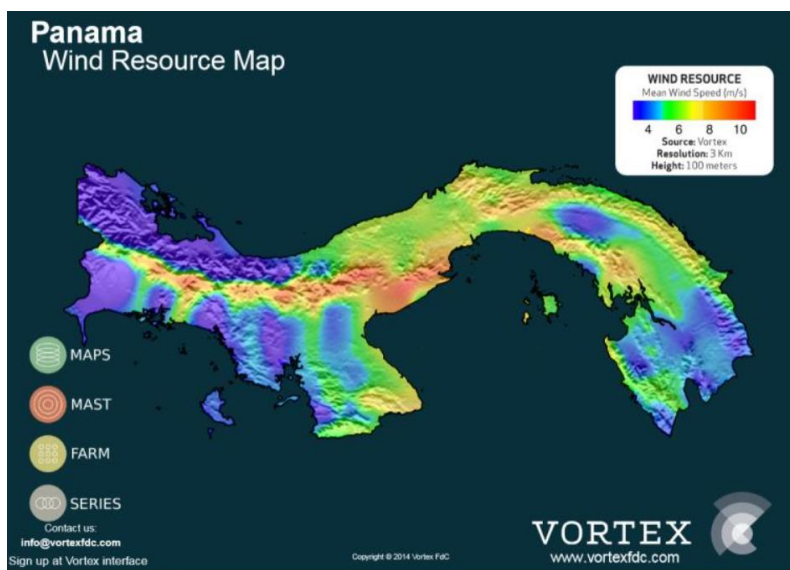 Panama
Wind Resource Map
WIND RESOURCE
Mean Wind Speed (m/s)
4 6 8 10
Source: Vortex
Resolution: 3 Km
Height: 100 meters
MAPS
MAST
FARM
SERIES
Contact us:
info@vortexfdc.com
Sign up at Vortex interface
Copyright © 2014 Vortex FdC
VORTEX
www.vortexfdc.com